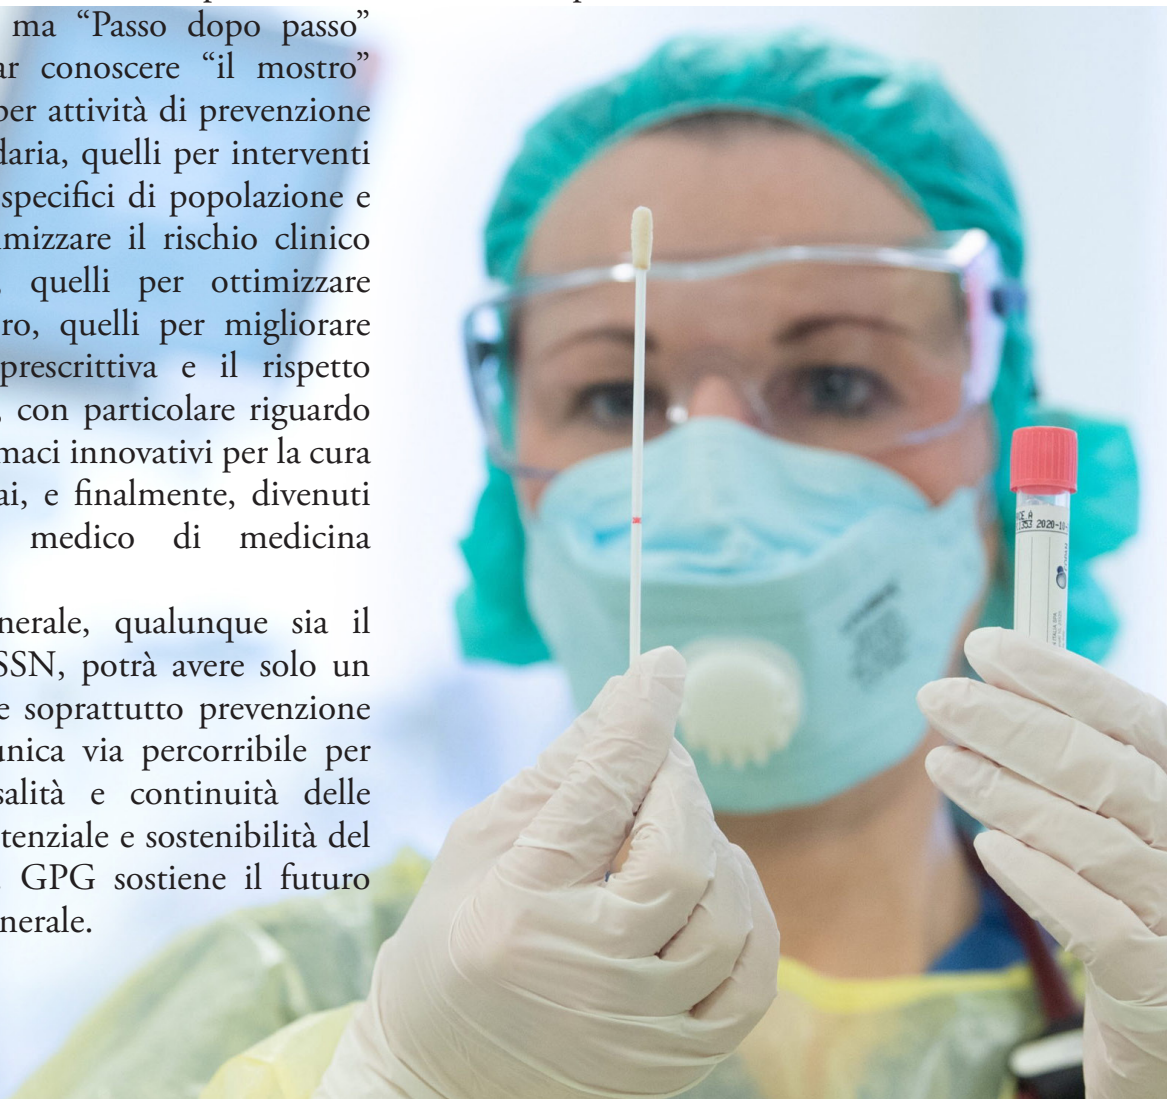 ma “Passo dopo passo”
ar conoscere “il mostro”
per attività di prevenzione
daria, quelli per interventi
specifici di popolazione e
imizzare il rischio clinico
quelli per ottimizzare
ro, quelli per migliorare
prescrittiva e il rispetto
, con particolare riguardo
maci innovativi per la cura
ai, e finalmente, divenuti
medico di medicina
nerale, qualunque sia il
SSN, potrà avere solo un
e soprattutto prevenzione
unica via percorribile per
salità e continuità delle
tenziale e sostenibilità del
GPG sostiene il futuro
nerale.
2020-10-